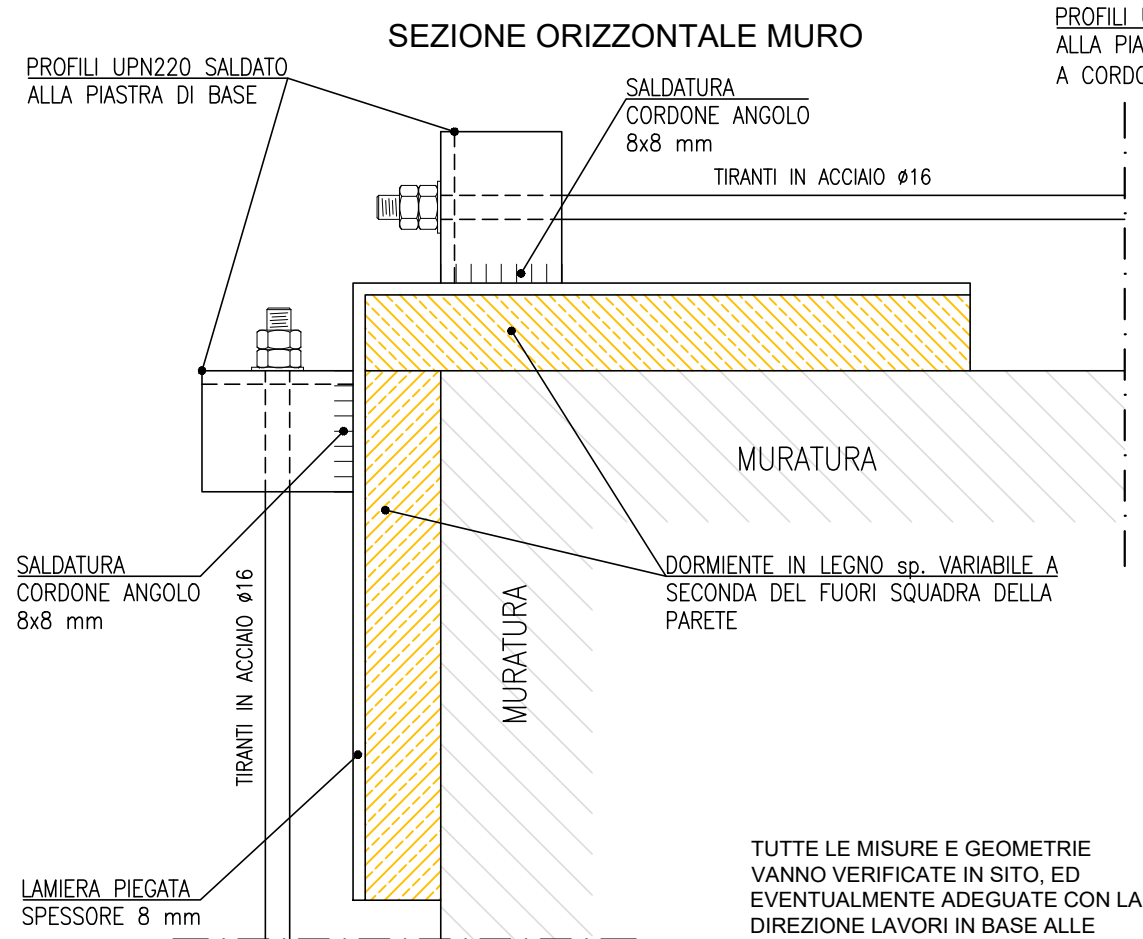 SEZIONE ORIZZONTALE MURO
PROFILI UPN220 SALDATO
ALLA PIASTRA DI BASE
SALDATURA
CORDONE ANGOLO
8x8 mm
PROFILI
ALLA PIA
A CORDO
TIRANTI IN ACCIAIO ø16
MURATURA
SALDATURA
CORDONE ANGOLO
8x8 mm
TIRANTI IN ACCIAIO ø16
MURATURA
DORMIENTE IN LEGNO sp. VARIABILE A
SECONDA DEL FUORI SQUADRA DELLA
PARETE
LAMIERA PIEGATA
SPESSORE 8 mm
TUTTE LE MISURE E GEOMETRIE
VANNO VERIFICATE IN SITO, ED
EVENTUALMENTE ADEGUATE CON LA
DIREZIONE LAVORI IN BASE ALLE